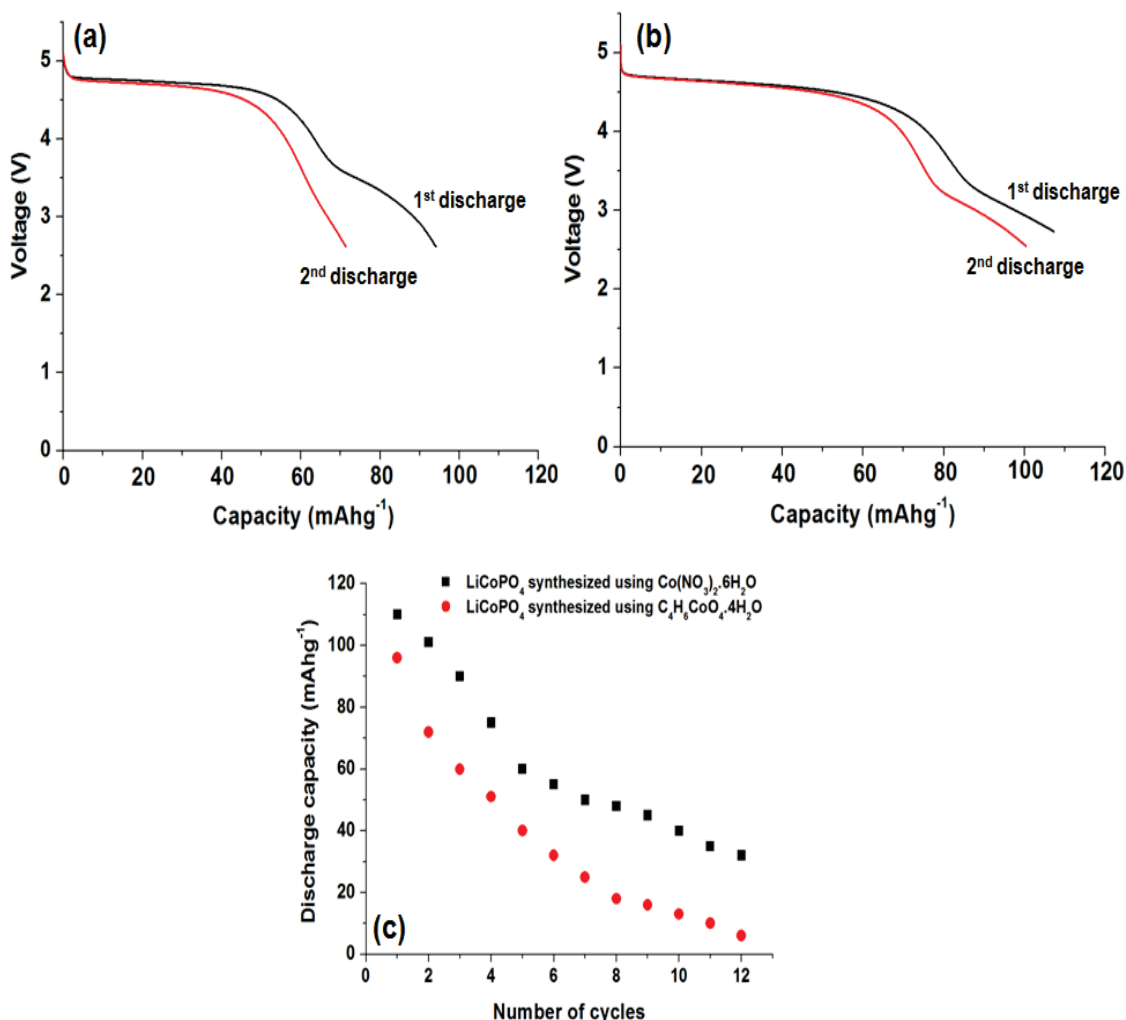 (a)
5
4
3
2
1
0
0 20 40 60 80 100 120
Voltage (V)
Capacity (mAhg⁻¹)
1ˢᵗ discharge
2ⁿᵈ discharge
(b)
5
4
3
2
1
0
0 20 40 60 80 100 120
Voltage (V)
Capacity (mAhg⁻¹)
1ˢᵗ discharge
2ⁿᵈ discharge
LiCoPO₄ synthesized using Co(NO₃)₂.6H₂O
LiCoPO₄ synthesized using C₄H₆CoO₄.4H₂O
120
100
80
60
40
20
0
0 2 4 6 8 10 12
Discharge capacity (mAhg⁻¹)
(c)
Number of cycles